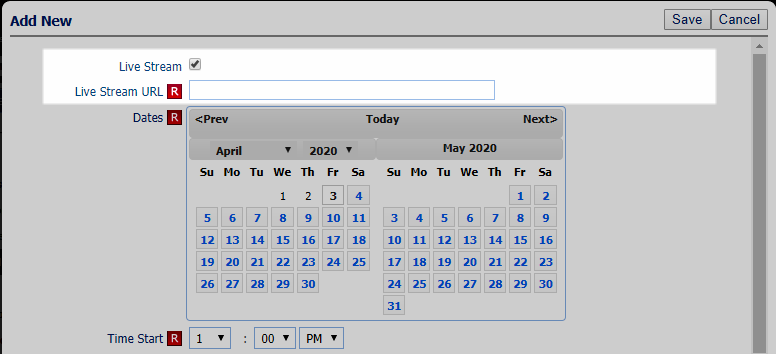 Add New Save Cancel
Live Stream
Live Stream URL R
Dates R <Prev Today Next>
April 2020 May 2020
Su Mo Tu We Th Fr Sa Su Mo Tu We Th Fr Sa
1 2 3 4 1 2
5 6 7 8 9 10 11 3 4 5 6 7 8 9
12 13 14 15 16 17 18 10 11 12 13 14 15 16
19 20 21 22 23 24 25 17 18 19 20 21 22 23
26 27 28 29 30 24 25 26 27 28 29 30
31
Time Start R 1 : 00 PM